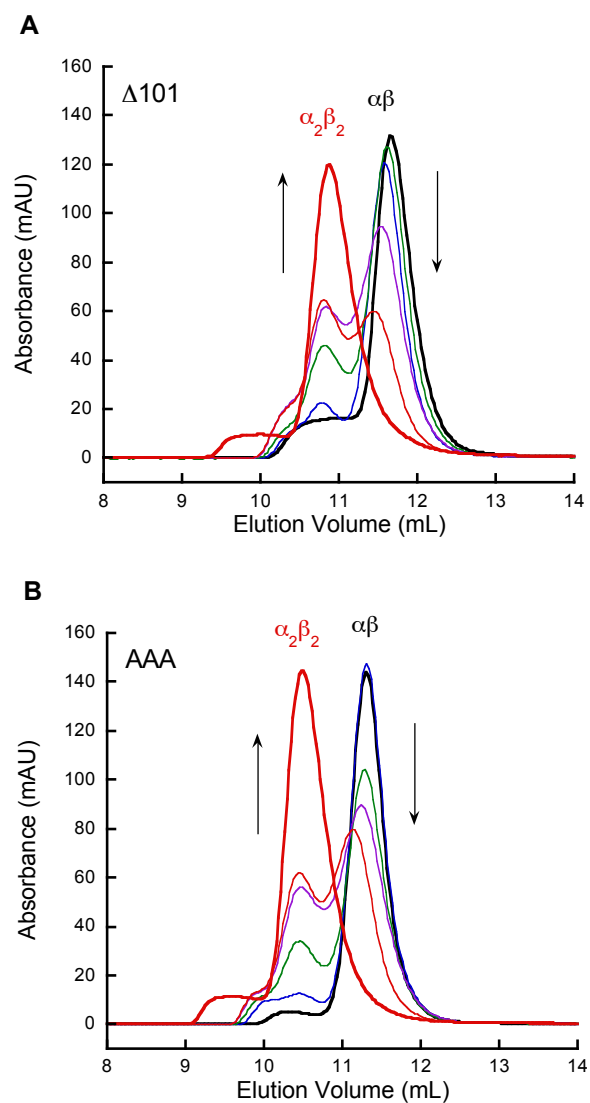 A
Δ101
α₂β₂
αβ
160
140
120
100
80
60
40
20
0
Absorbance (mAU)
8 9 10 11 12 13 14
Elution Volume (mL)
B
AAA
α₂β₂
αβ
160
140
120
100
80
60
40
20
0
Absorbance (mAU)
8 9 10 11 12 13 14
Elution Volume (mL)